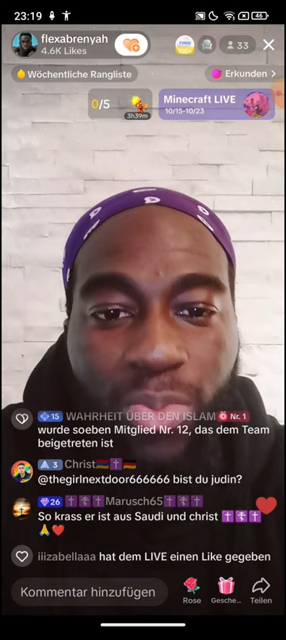 23:19
46
flexabrenyah
4.6K Likes
33
Wöchentliche Rangliste
Erkunden >
0/5
3h39m
Minecraft LIVE
10/15-10/23
15 WAHRHEIT ÜBER DEN ISLAM Nr. 1
wurde soeben Mitglied Nr. 12, das dem Team
beigetreten ist
3 Christ🇦🇲✝️🇦🇲
@thegirlnextdoor666666 bist du judin?
26 ✝️☦️✝️Marusch65✝️☦️✝️
So krass er ist aus Saudi und christ ✝️✝️✝️
🙏❤️
iiizabellaaa hat dem LIVE einen Like gegeben
Kommentar hinzufügen
Rose
Gesche...
Teilen